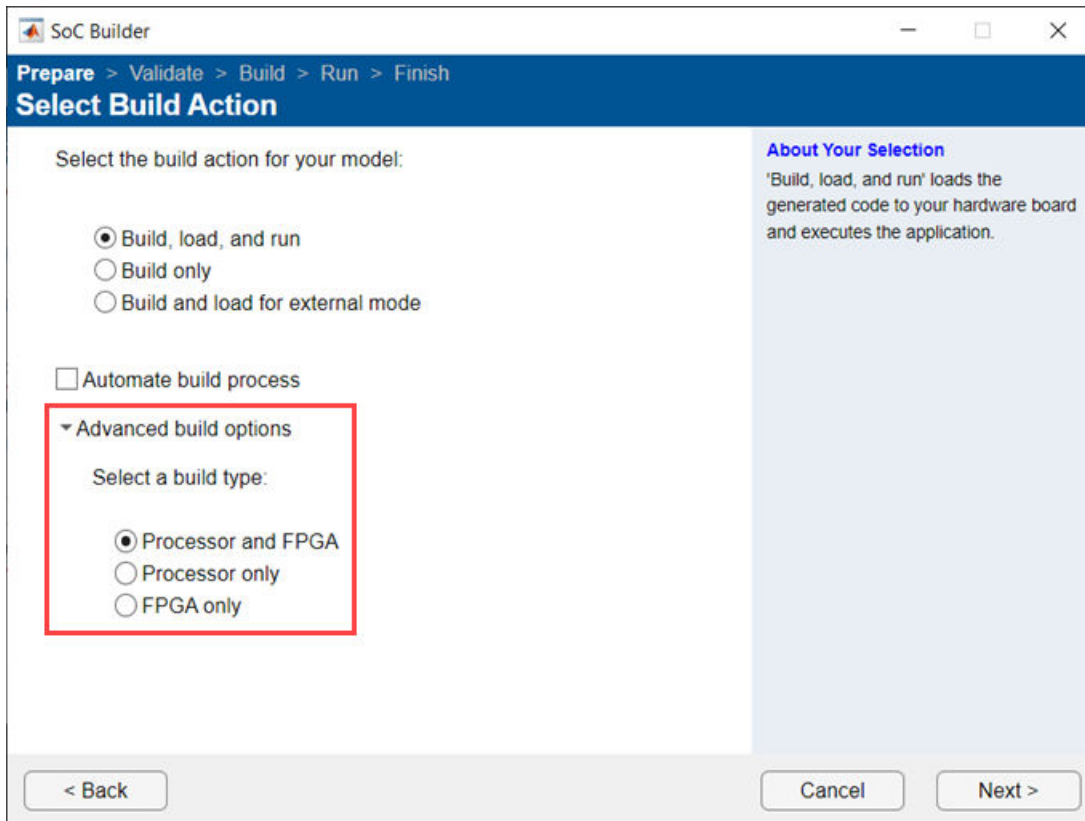 SoC Builder
Prepare > Validate > Build > Run > Finish
Select Build Action
Select the build action for your model:
Build, load, and run
Build only
Build and load for external mode
Automate build process
Advanced build options
Select a build type:
Processor and FPGA
Processor only
FPGA only
About Your Selection
'Build, load, and run' loads the
generated code to your hardware board
and executes the application.
< Back
Cancel
Next >